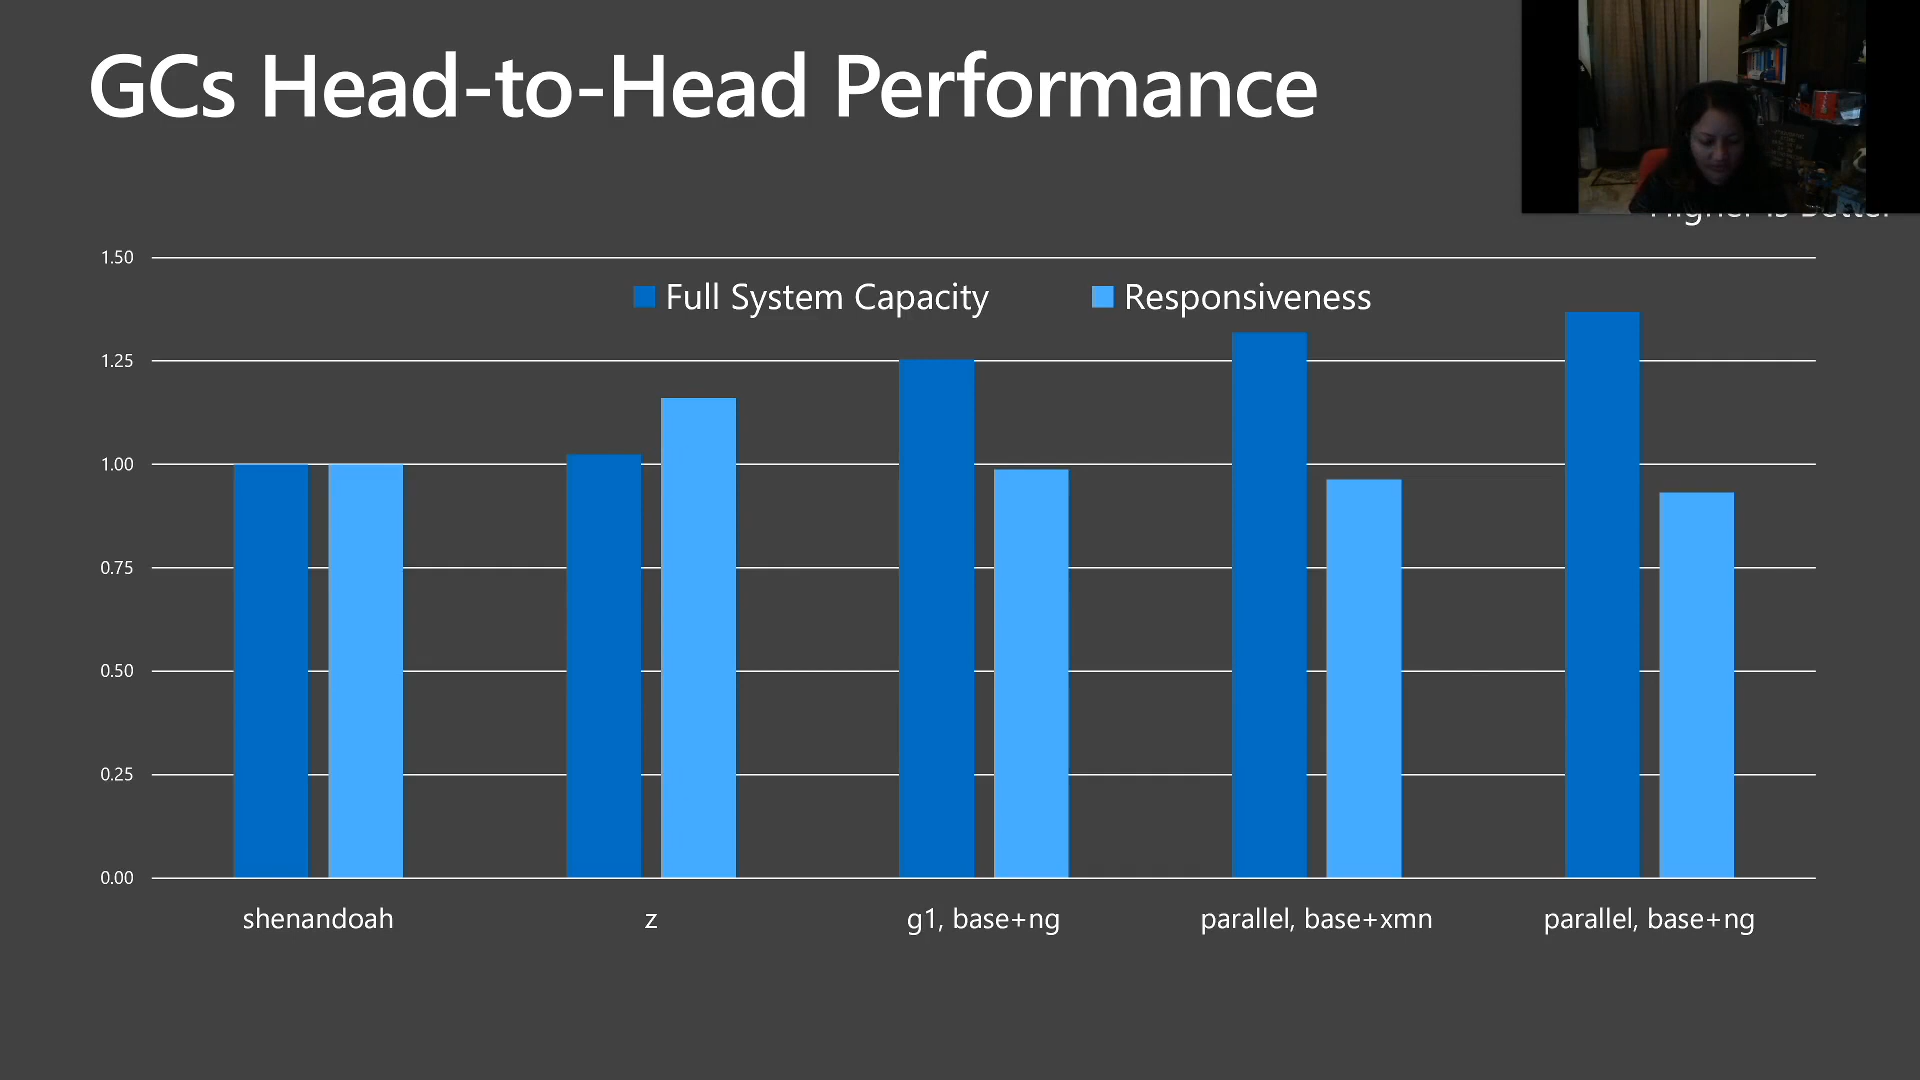 GCs Head-to-Head Performance
Higher is better
1.50
Full System Capacity
Responsiveness
1.25
1.00
0.75
0.50
0.25
0.00
shenandoah
z
g1, base+ng
parallel, base+xmn
parallel, base+ng